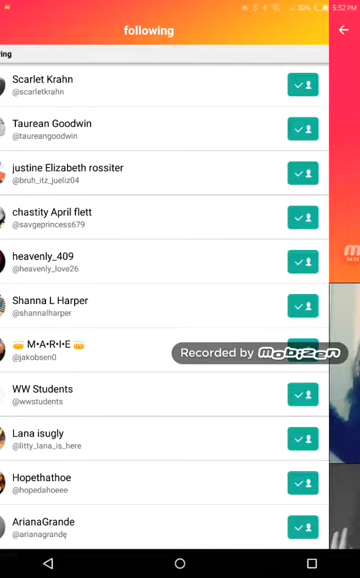 30% 5:52 PM
following
ing
Scarlet Krahn
@scarletkrahn
Taurean Goodwin
@taureangoodwin
justine Elizabeth rossiter
@bruh_itz_jueliz04
chastity April flett
@savgeprincess679
heavenly_409
@heavenly_love26
Shanna L Harper
@shannalharper
👑 M•A•R•I•E 👑
@jakobsen0
Recorded by Mobizen
WW Students
@wwstudents
Lana isugly
@litty_lana_is_here
Hopethathoe
@hopedahoeee
ArianaGrande
@arianagrandę